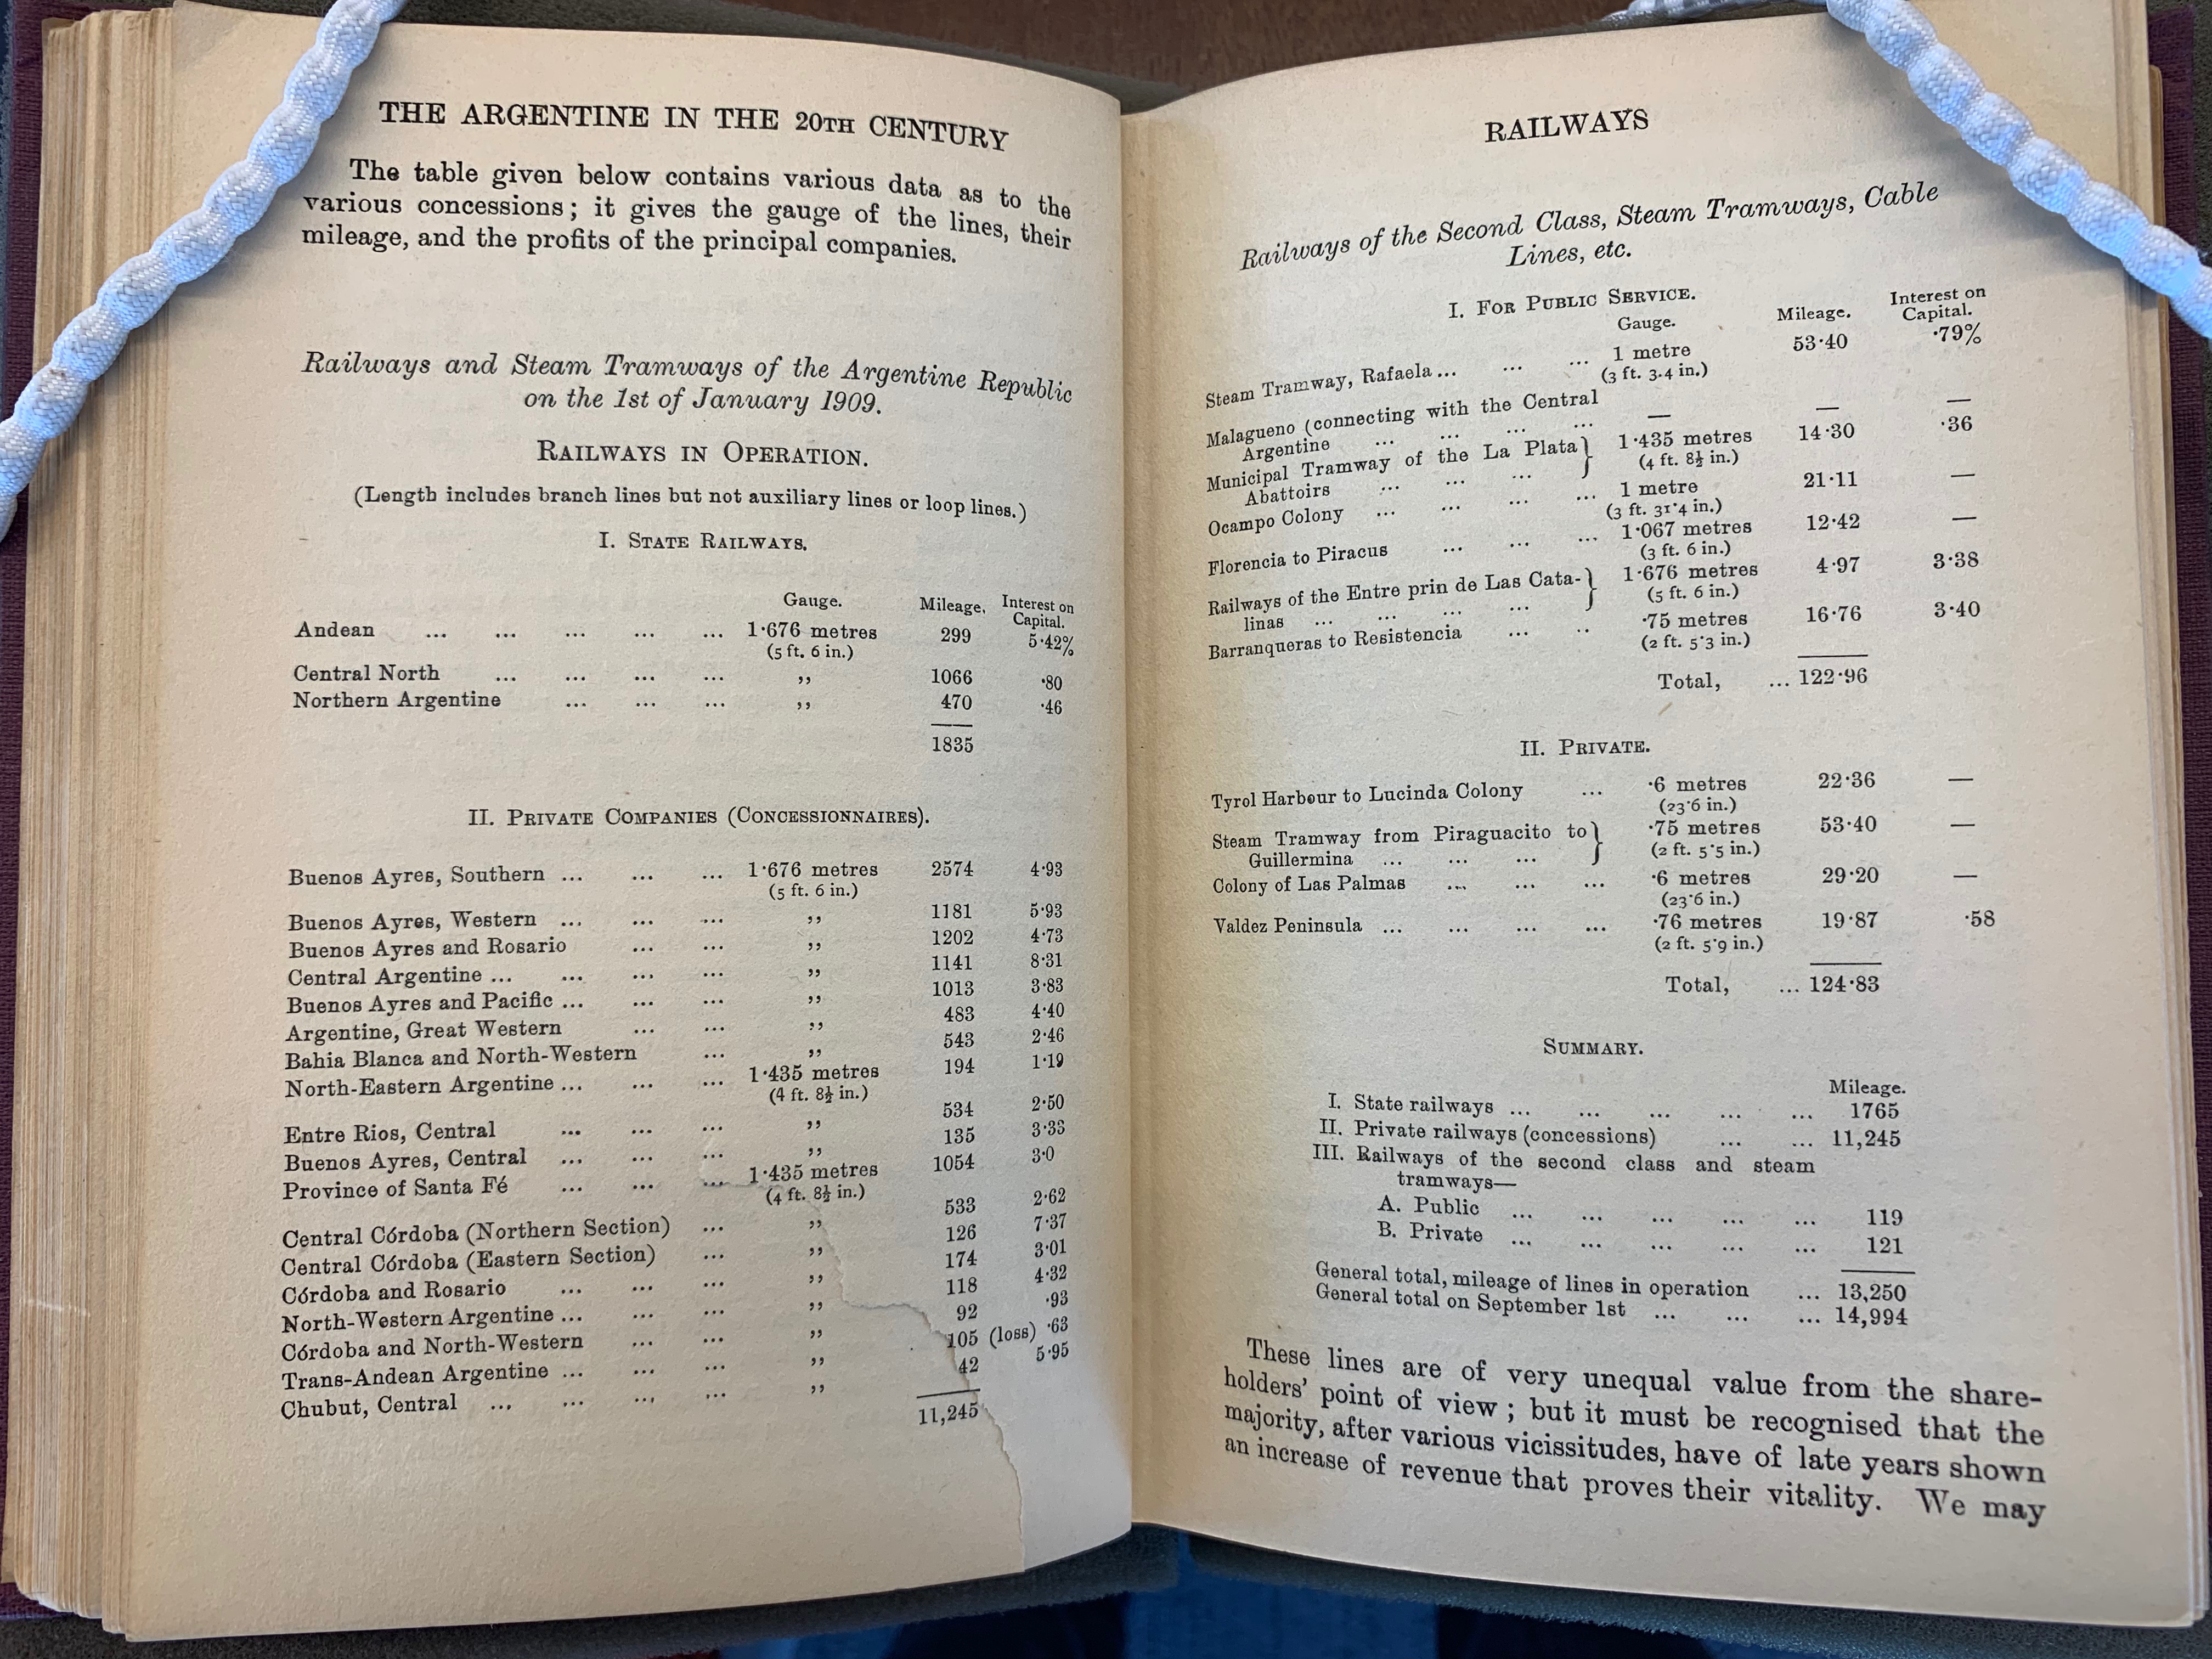 THE ARGENTINE IN THE 20TH CENTURY
The table given below contains various data as to the
various concessions; it gives the gauge of the lines, their
mileage, and the profits of the principal companies.
Railways and Steam Tramways of the Argentine Republic
on the 1st of January 1909.
RAILWAYS IN OPERATION.
(Length includes branch lines but not auxiliary lines or loop lines.)
I. STATE RAILWAYS.
Gauge. Mileage. Interest on
Capital.
Andean ... ... ... ... ... 1·676 metres 299 5·42%
(5 ft. 6 in.)
Central North ... ... ... ... ,, 1066 ·80
Northern Argentine ... ... ... ,, 470 ·46
1835
II. PRIVATE COMPANIES (CONCESSIONNAIRES).
Buenos Ayres, Southern ... ... ... 1·676 metres 2574 4·93
(5 ft. 6 in.)
Buenos Ayres, Western ... ... ... ,, 1181 5·93
Buenos Ayres and Rosario ... ... ,, 1202 4·73
Central Argentine ... ... ... ... ,, 1141 8·31
Buenos Ayres and Pacific ... ... ... ,, 1013 3·83
Argentine, Great Western ... ... ,, 483 4·40
Bahia Blanca and North-Western ... ,, 543 2·46
North-Eastern Argentine ... ... ... 1·435 metres 194 1·19
(4 ft. 8½ in.)
Entre Rios, Central ... ... ... ,, 534 2·50
Buenos Ayres, Central ... ... ... ,, 135 3·33
Province of Santa Fé ... ... ... 1·435 metres 1054 3·0
(4 ft. 8½ in.)
Central Córdoba (Northern Section) ... ,, 533 2·62
Central Córdoba (Eastern Section) ... ,, 126 7·37
Córdoba and Rosario ... ... ... ,, 174 3·01
North-Western Argentine ... ... ... ,, 118 4·32
Córdoba and North-Western ... ... ,, 92 ·93
Trans-Andean Argentine ... ... ... ,, 105 (loss) ·63
Chubut, Central ... ... ... ... ,, 42 5·95
11,245
RAILWAYS
Railways of the Second Class, Steam Tramways, Cable
Lines, etc.
I. FOR PUBLIC SERVICE.
Gauge. Mileage. Interest on
Capital.
Steam Tramway, Rafaela ... ... ... 1 metre 53·40 ·79%
(3 ft. 3·4 in.)
Malagueno (connecting with the Central
Argentine ... ... ... ... — — —
Municipal Tramway of the La Plata } 1·435 metres 14·30 ·36
Abattoirs ... ... ... (4 ft. 8½ in.)
Ocampo Colony ... ... ... ... 1 metre 21·11 —
(3 ft. 31·4 in.)
Florencia to Piracus ... ... ... 1·067 metres 12·42 —
(3 ft. 6 in.)
Railways of the Entre prin de Las Cata- } 1·676 metres 4·97 3·38
linas ... ... ... ... (5 ft. 6 in.)
Barranqueras to Resistencia ... .. ·75 metres 16·76 3·40
(2 ft. 5·3 in.)
Total, ... 122·96
II. PRIVATE.
Tyrol Harbour to Lucinda Colony ... ·6 metres 22·36 —
(23·6 in.)
Steam Tramway from Piraguacito to } ·75 metres 53·40 —
Guillermina ... ... ... (2 ft. 5·5 in.)
Colony of Las Palmas ... ... ... ·6 metres 29·20 —
(23·6 in.)
Valdez Peninsula ... ... ... ... ·76 metres 19·87 ·58
(2 ft. 5·9 in.)
Total, ... 124·83
SUMMARY.
Mileage.
I. State railways ... ... ... ... ... 1765
II. Private railways (concessions) ... ... 11,245
III. Railways of the second class and steam
tramways—
A. Public ... ... ... ... ... 119
B. Private ... ... ... ... ... 121
General total, mileage of lines in operation ... 13,250
General total on September 1st ... ... ... 14,994
These lines are of very unequal value from the share-
holders' point of view; but it must be recognised that the
majority, after various vicissitudes, have of late years shown
an increase of revenue that proves their vitality. We may